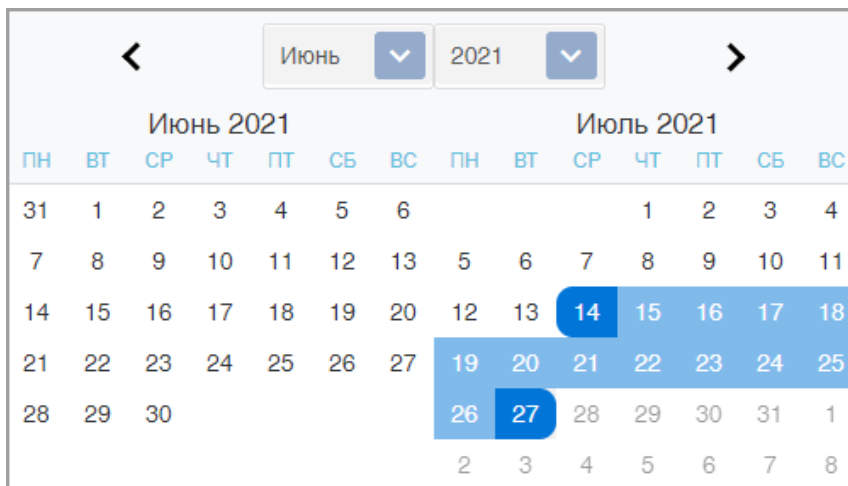 Июнь 2021
Июнь 2021 Июль 2021
ПН ВТ СР ЧТ ПТ СБ ВС ПН ВТ СР ЧТ ПТ СБ ВС
31 1 2 3 4 5 6 1 2 3 4
7 8 9 10 11 12 13 5 6 7 8 9 10 11
14 15 16 17 18 19 20 12 13 14 15 16 17 18
21 22 23 24 25 26 27 19 20 21 22 23 24 25
28 29 30 26 27 28 29 30 31 1
2 3 4 5 6 7 8